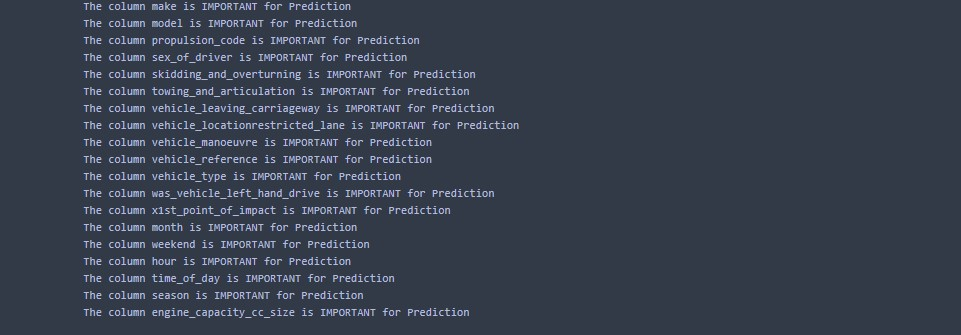 The column make is IMPORTANT for Prediction
The column model is IMPORTANT for Prediction
The column propulsion_code is IMPORTANT for Prediction
The column sex_of_driver is IMPORTANT for Prediction
The column skidding_and_overturning is IMPORTANT for Prediction
The column towing_and_articulation is IMPORTANT for Prediction
The column vehicle_leaving_carriageway is IMPORTANT for Prediction
The column vehicle_locationrestricted_lane is IMPORTANT for Prediction
The column vehicle_manoeuvre is IMPORTANT for Prediction
The column vehicle_reference is IMPORTANT for Prediction
The column vehicle_type is IMPORTANT for Prediction
The column was_vehicle_left_hand_drive is IMPORTANT for Prediction
The column x1st_point_of_impact is IMPORTANT for Prediction
The column month is IMPORTANT for Prediction
The column weekend is IMPORTANT for Prediction
The column hour is IMPORTANT for Prediction
The column time_of_day is IMPORTANT for Prediction
The column season is IMPORTANT for Prediction
The column engine_capacity_cc_size is IMPORTANT for Prediction